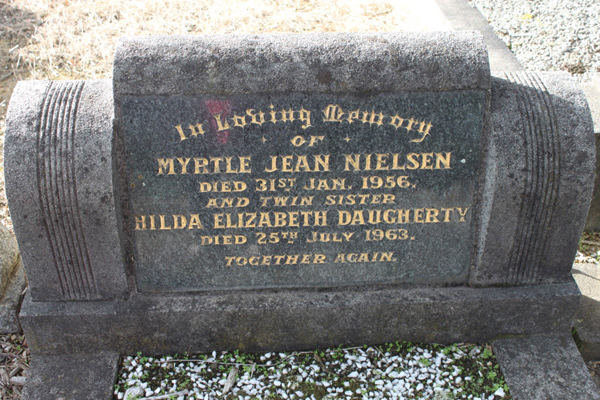 In Loving Memory
OF
MYRTLE JEAN NIELSEN
DIED 31ST JAN. 1956.
AND TWIN SISTER
HILDA ELIZABETH DAUGHERTY
DIED 25TH JULY 1963.
TOGETHER AGAIN.